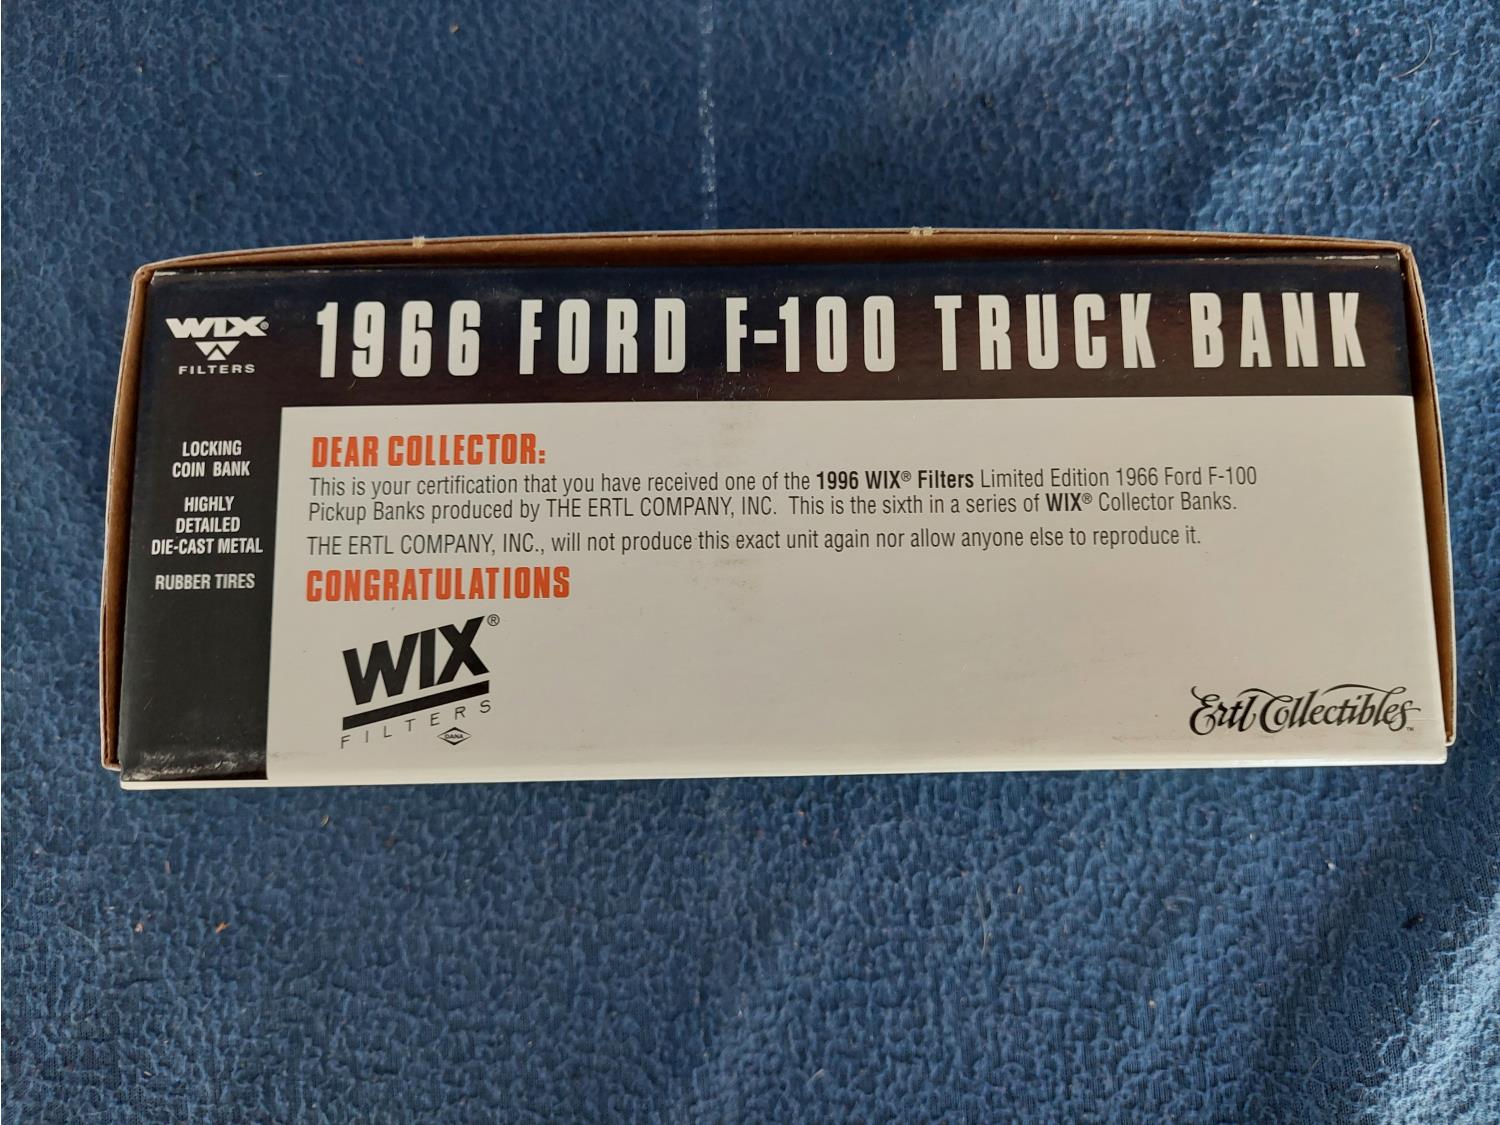 WIX®
FILTERS
1966 FORD F-100 TRUCK BANK
LOCKING
COIN BANK
HIGHLY
DETAILED
DIE-CAST METAL
RUBBER TIRES
DEAR COLLECTOR:
This is your certification that you have received one of the 1996 WIX® Filters Limited Edition 1966 Ford F-100
Pickup Banks produced by THE ERTL COMPANY, INC. This is the sixth in a series of WIX® Collector Banks.
THE ERTL COMPANY, INC., will not produce this exact unit again nor allow anyone else to reproduce it.
CONGRATULATIONS
WIX®
FILTERS
DANA
Ertl Collectibles™